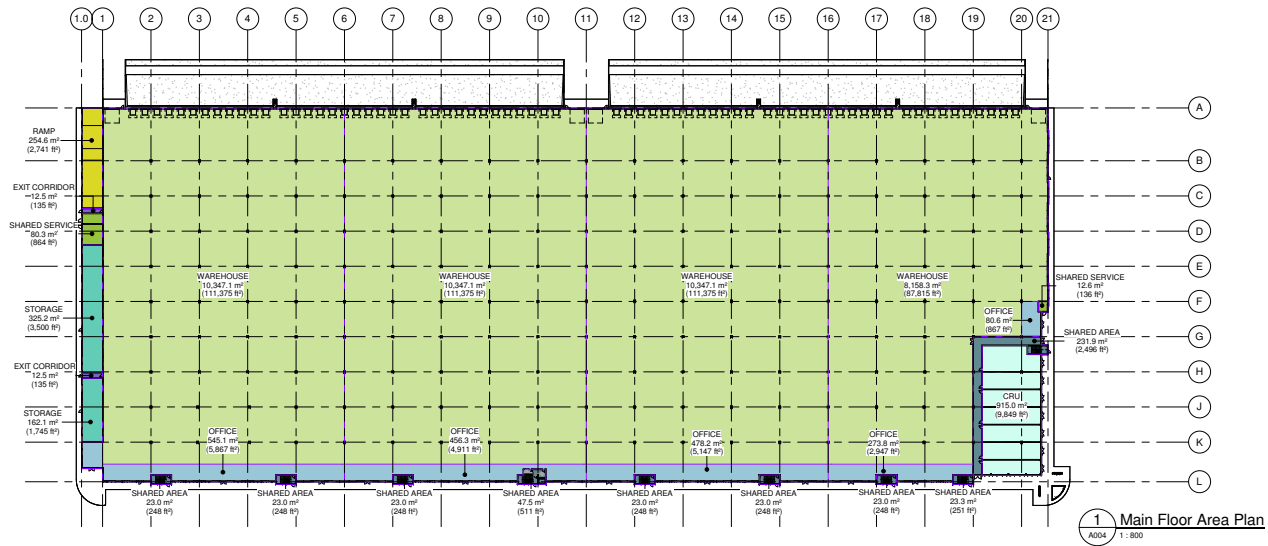 1.0 1 2 3 4 5 6 7 8 9 10 11 12 13 14 15 16 17 18 19 20 21
A
B
C
D
E
F
G
H
J
K
L
RAMP
254.6 m²
(2,741 ft²)
EXIT CORRIDOR
12.5 m²
(135 ft²)
SHARED SERVICE
80.3 m²
(864 ft²)
STORAGE
325.2 m²
(3,500 ft²)
EXIT CORRIDOR
12.5 m²
(135 ft²)
STORAGE
162.1 m²
(1,745 ft²)
WAREHOUSE
10,347.1 m²
(111,375 ft²)
WAREHOUSE
10,347.1 m²
(111,375 ft²)
WAREHOUSE
10,347.1 m²
(111,375 ft²)
WAREHOUSE
8,158.3 m²
(87,815 ft²)
SHARED SERVICE
12.6 m²
(136 ft²)
OFFICE
80.6 m²
(867 ft²)
SHARED AREA
231.9 m²
(2,496 ft²)
CRU
915.0 m²
(9,849 ft²)
OFFICE
545.1 m²
(5,867 ft²)
OFFICE
456.3 m²
(4,911 ft²)
OFFICE
478.2 m²
(5,147 ft²)
OFFICE
273.8 m²
(2,947 ft²)
SHARED AREA
23.0 m²
(248 ft²)
SHARED AREA
23.0 m²
(248 ft²)
SHARED AREA
23.0 m²
(248 ft²)
SHARED AREA
47.5 m²
(511 ft²)
SHARED AREA
23.0 m²
(248 ft²)
SHARED AREA
23.0 m²
(248 ft²)
SHARED AREA
23.0 m²
(248 ft²)
SHARED AREA
23.3 m²
(251 ft²)
1 Main Floor Area Plan
A004 1 : 800